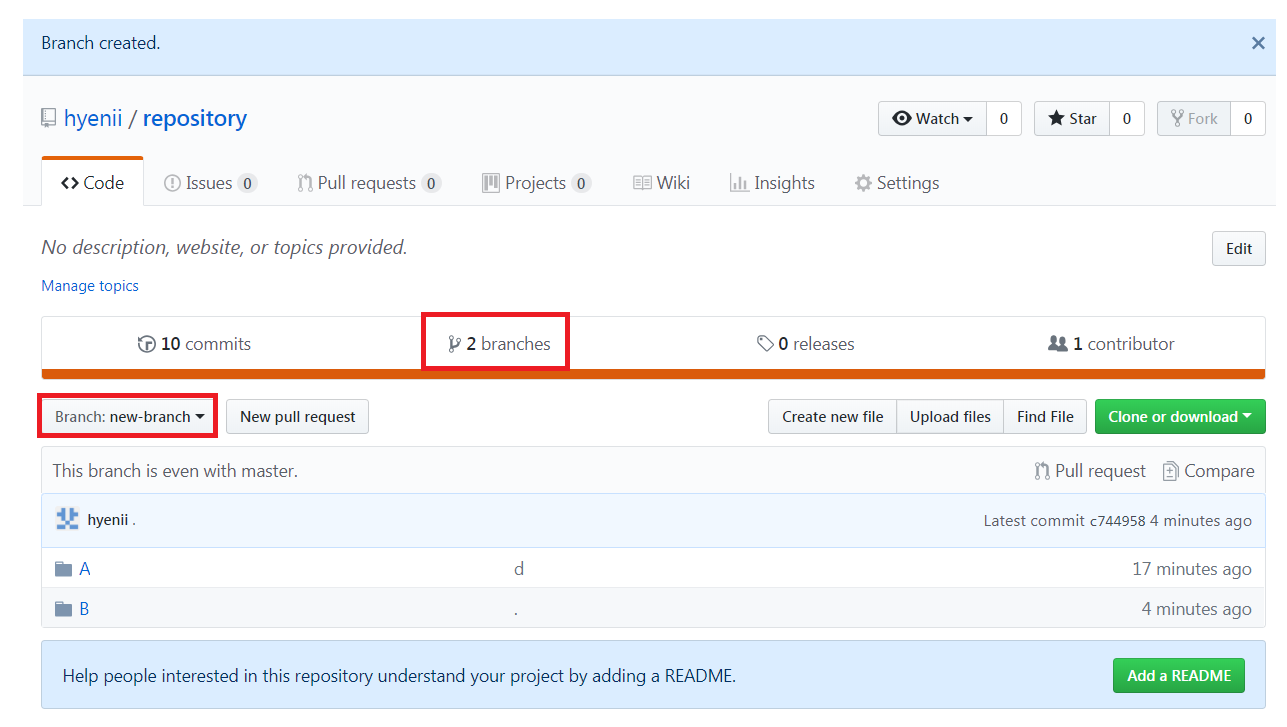 Branch created.
hyenii / repository
Watch 0 Star 0 Fork 0
Code Issues 0 Pull requests 0 Projects 0 Wiki Insights Settings
No description, website, or topics provided. Edit
Manage topics
10 commits 2 branches 0 releases 1 contributor
Branch: new-branch New pull request Create new file Upload files Find File Clone or download
This branch is even with master. Pull request Compare
hyenii . Latest commit c744958 4 minutes ago
A d 17 minutes ago
B . 4 minutes ago
Help people interested in this repository understand your project by adding a README. Add a README